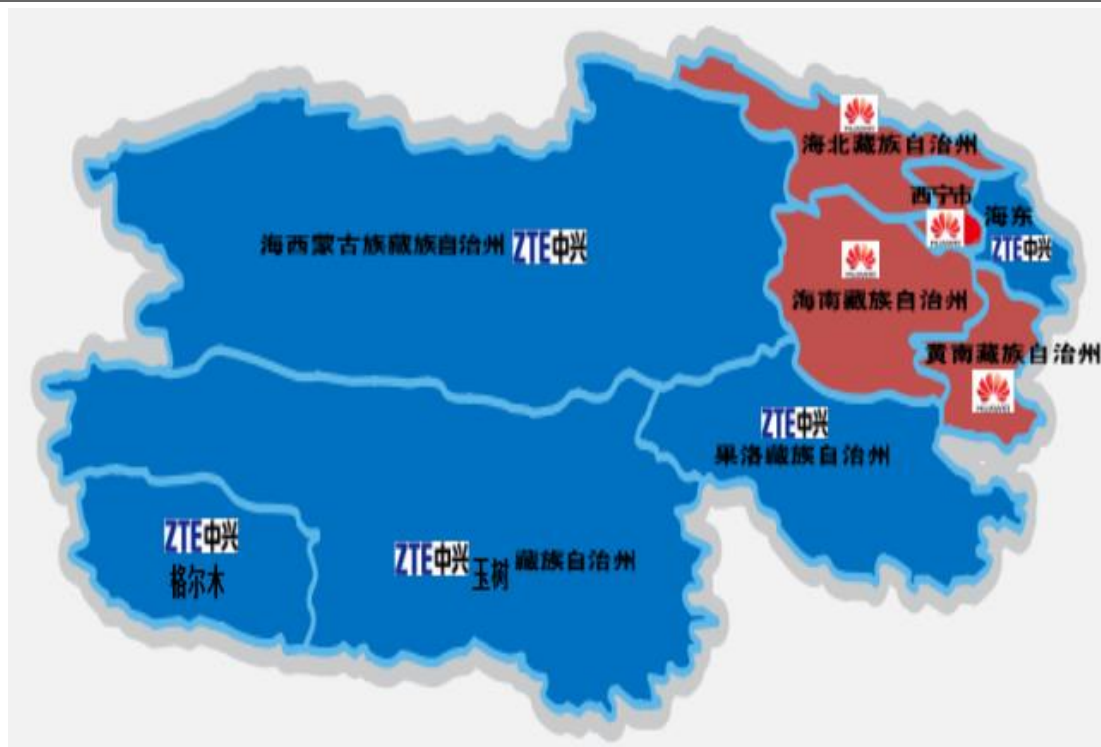 HUAWEI
海北藏族自治州
西宁市
HUAWEI
海东
ZTE中兴
海西蒙古族藏族自治州 ZTE中兴
HUAWEI
海南藏族自治州
黄南藏族自治州
HUAWEI
ZTE中兴
果洛藏族自治州
ZTE中兴
格尔木
ZTE中兴 玉树 藏族自治州